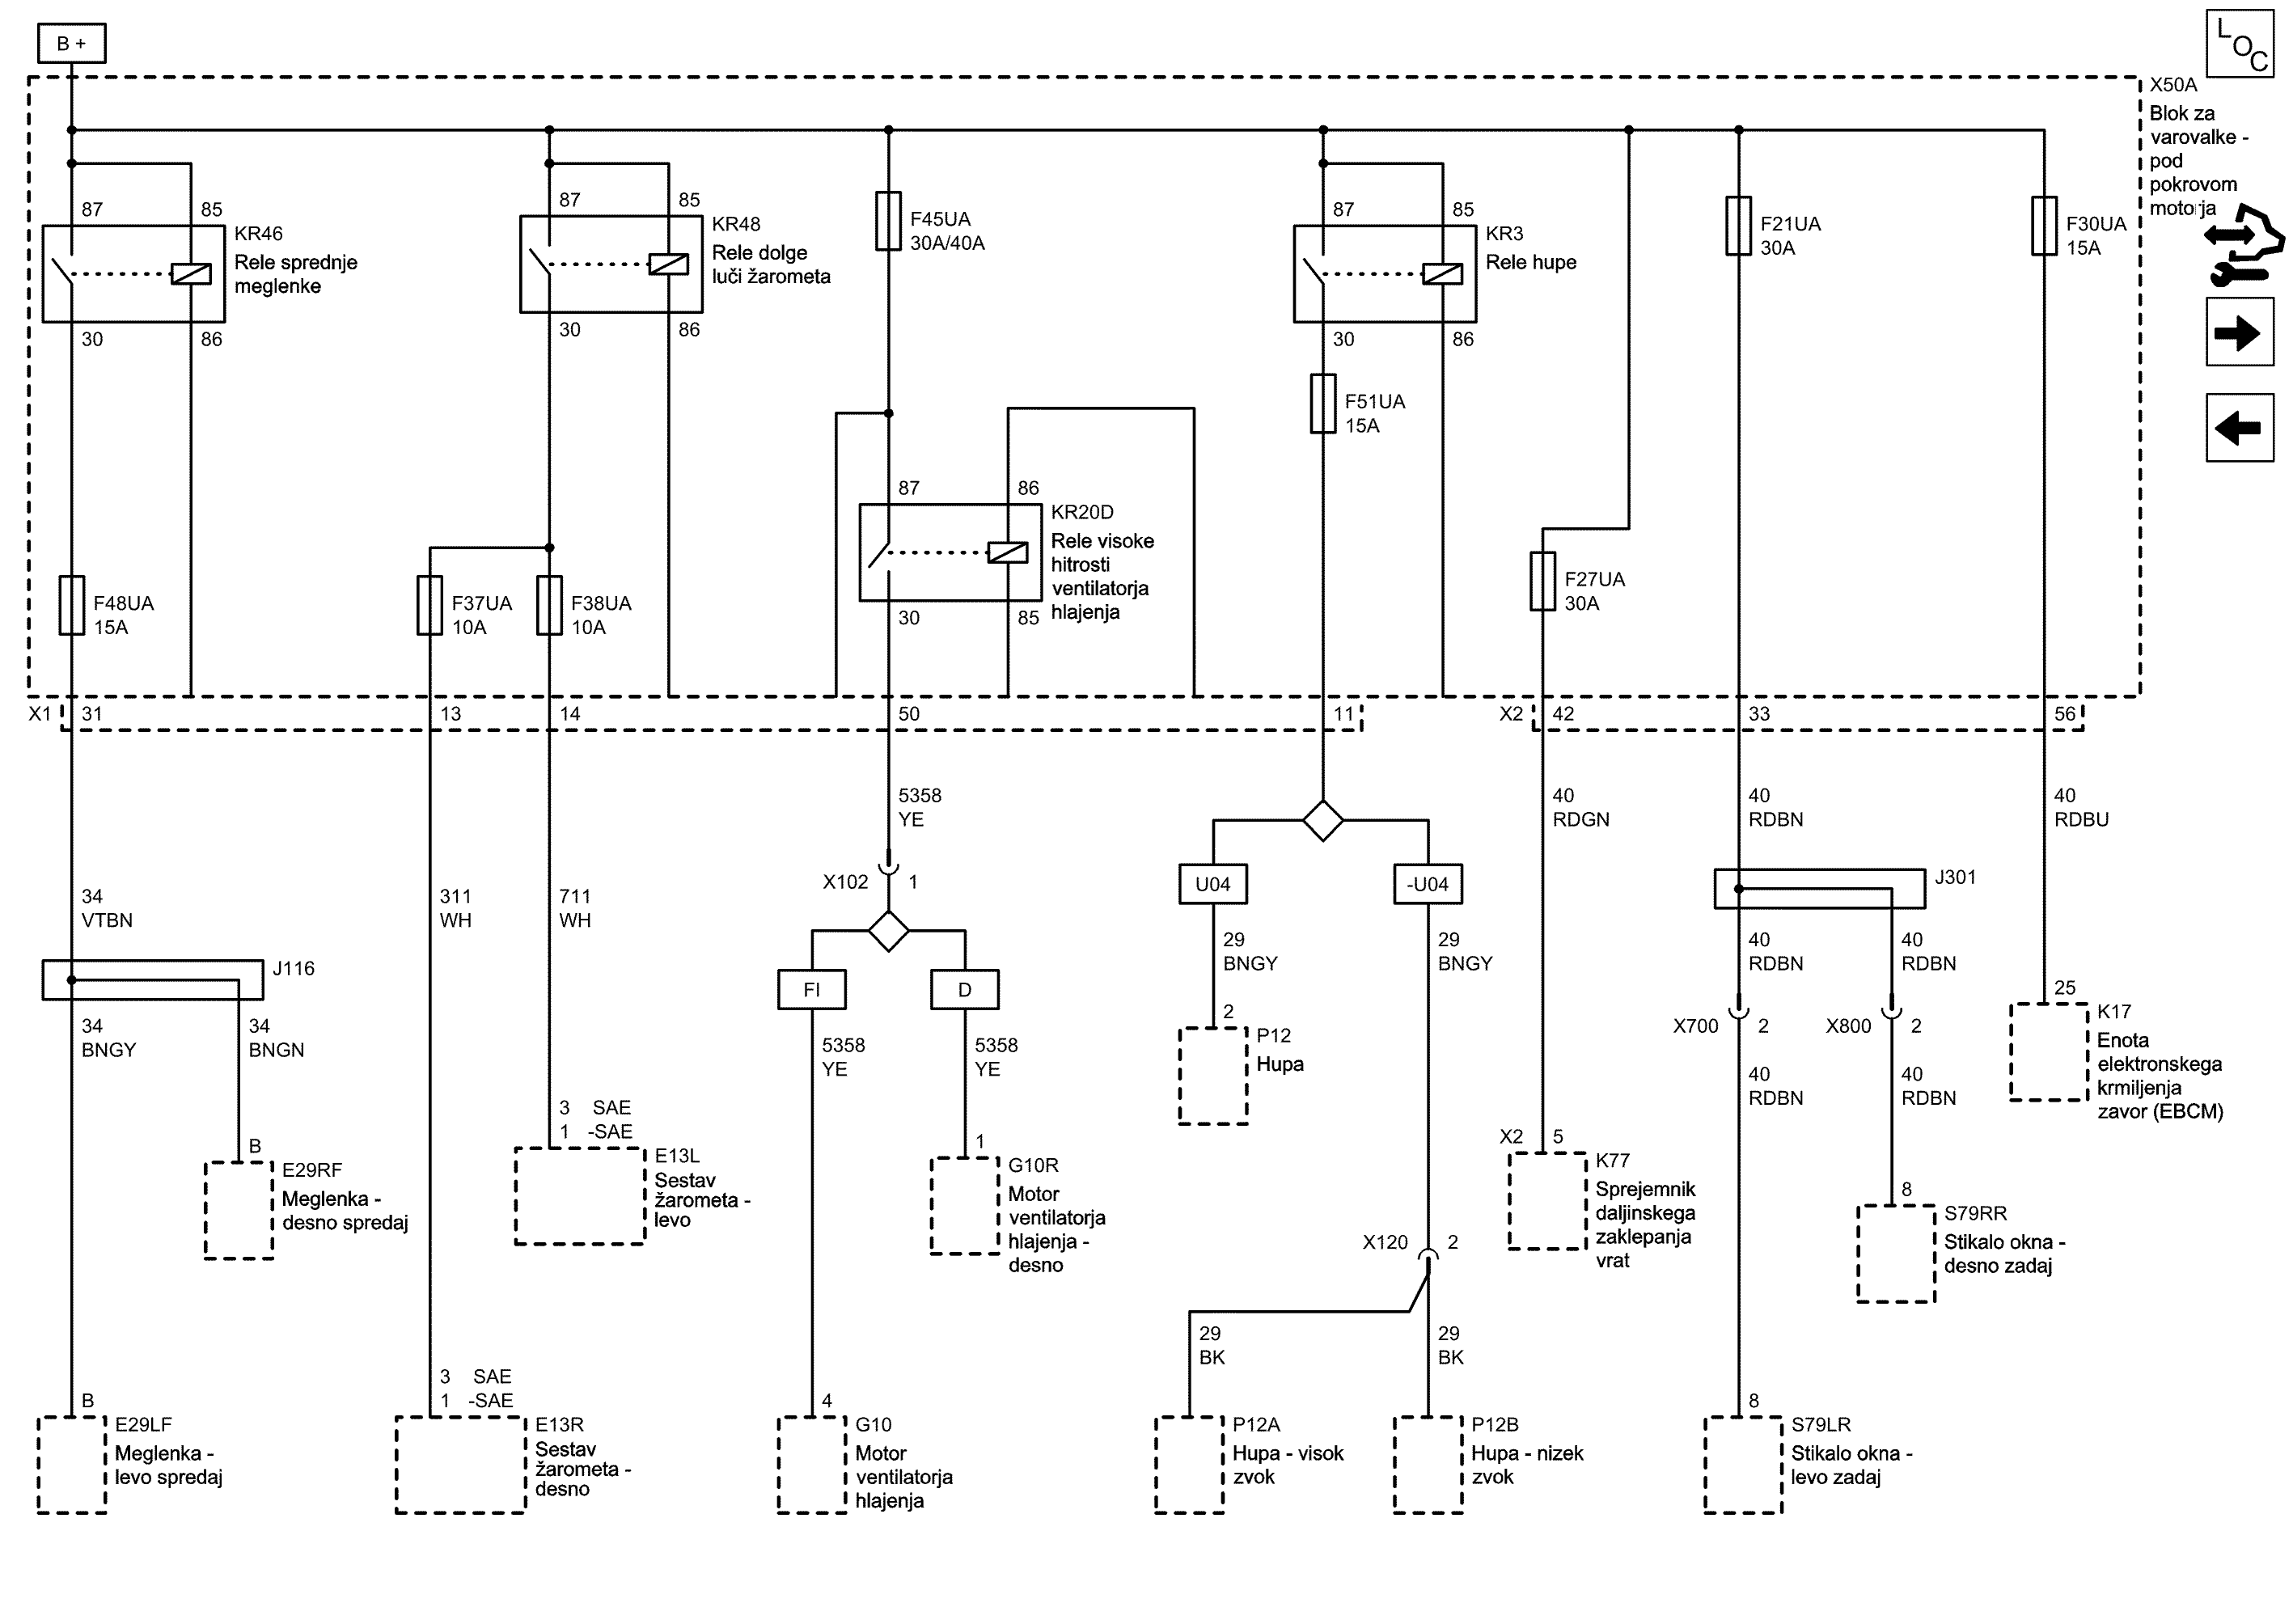 B +
LOC
X50A
Blok za
varovalke -
pod
pokrovom
motorja
87
85
KR46
Rele sprednje
meglenke
30
86
87
85
KR48
Rele dolge
luči žarometa
30
86
F45UA
30A/40A
87
85
KR3
Rele hupe
30
86
F51UA
15A
F21UA
30A
F30UA
15A
87
86
KR20D
Rele visoke
hitrosti
ventilatorja
hlajenja
30
85
F48UA
15A
F37UA
10A
F38UA
10A
F27UA
30A
X1
31
13
14
50
11
X2
42
33
56
5358
YE
40
RDGN
40
RDBN
40
RDBU
X102
1
U04
-U04
J301
34
VTBN
311
WH
711
WH
29
BNGY
29
BNGY
40
RDBN
40
RDBN
J116
FI
D
25
K17
Enota
elektronskega
krmiljenja
zavor (EBCM)
34
BNGY
34
BNGN
5358
YE
5358
YE
2
P12
Hupa
X700
2
X800
2
40
RDBN
40
RDBN
3 SAE
1 -SAE
E13L
Sestav
žarometa -
levo
B
E29RF
Meglenka -
desno spredaj
1
G10R
Motor
ventilatorja
hlajenja -
desno
X2
5
K77
Sprejemnik
daljinskega
zaklepanja
vrat
8
S79RR
Stikalo okna -
desno zadaj
X120
2
29
BK
29
BK
B
E29LF
Meglenka -
levo spredaj
3 SAE
1 -SAE
E13R
Sestav
žarometa -
desno
4
G10
Motor
ventilatorja
hlajenja
P12A
Hupa - visok
zvok
P12B
Hupa - nizek
zvok
8
S79LR
Stikalo okna -
levo zadaj